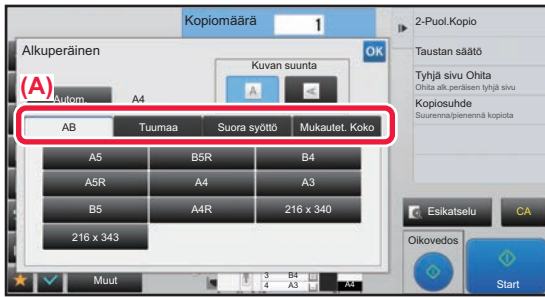 Kopiomäärä 1
2-Puol.Kopio
Taustan säätö
Tyhjä sivu Ohita
Ohita alk.peräisen tyhjä sivu
Kopiosuhde
Suurenna/pienennä kopiota
Alkuperäinen
OK
Kuvan suunta
(A)
Autom. A4
A A
AB Tuumaa Suora syöttö Mukautet. Koko
A5 B5R B4
A5R A4 A3
B5 A4R 216 x 340
216 x 343
Esikatselu CA
Oikovedos
Start
Muut
3 B4
4 A3
A4